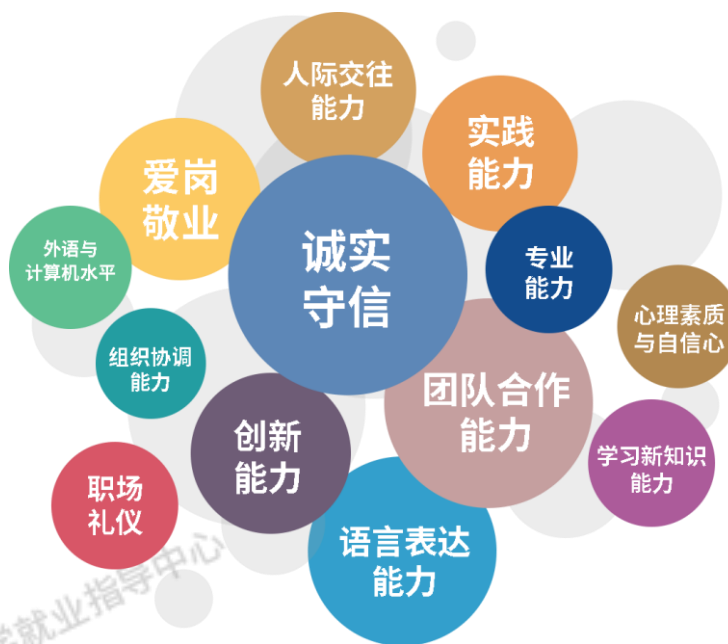 人际交往
能力
实践
能力
爱岗
敬业
诚实
守信
外语与
计算机水平
专业
能力
心理素质
与自信心
组织协调
能力
团队合作
能力
创新
能力
学习新知识
能力
职场
礼仪
语言表达
能力
学就业指导中心